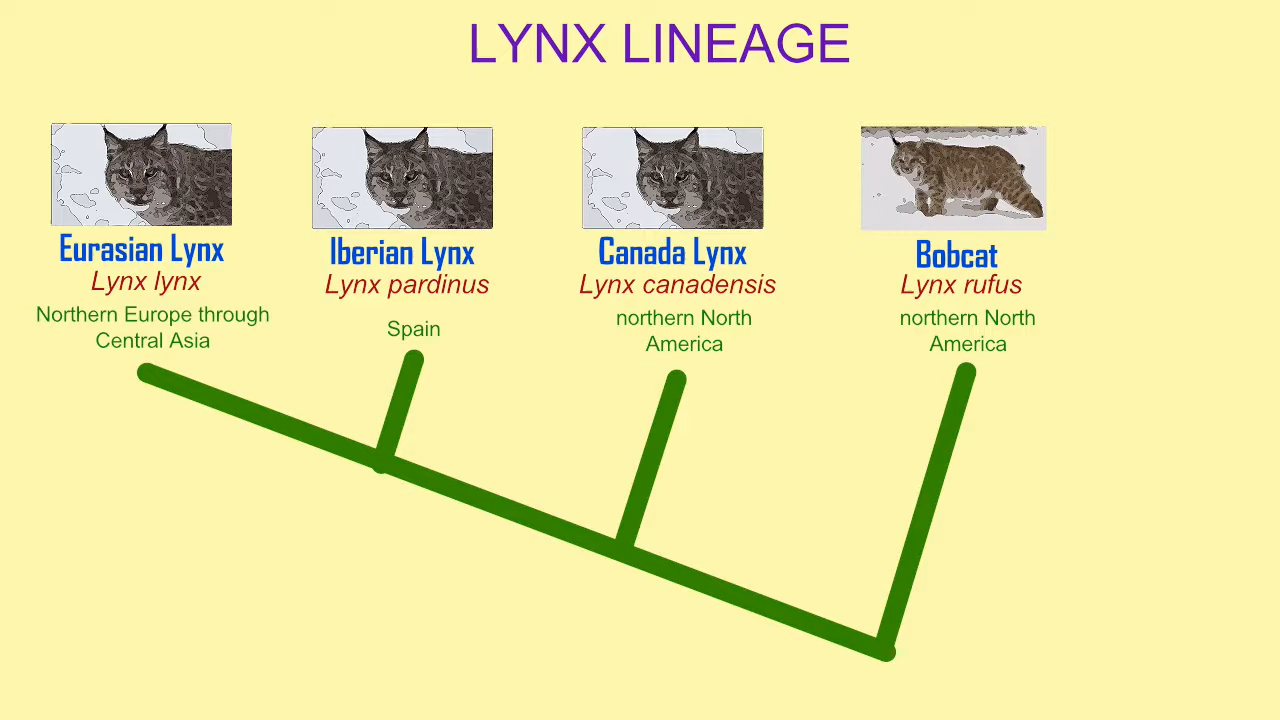 LYNX LINEAGE
Eurasian Lynx
Lynx lynx
Northern Europe through
Central Asia
Iberian Lynx
Lynx pardinus
Spain
Canada Lynx
Lynx canadensis
northern North
America
Bobcat
Lynx rufus
northern North
America